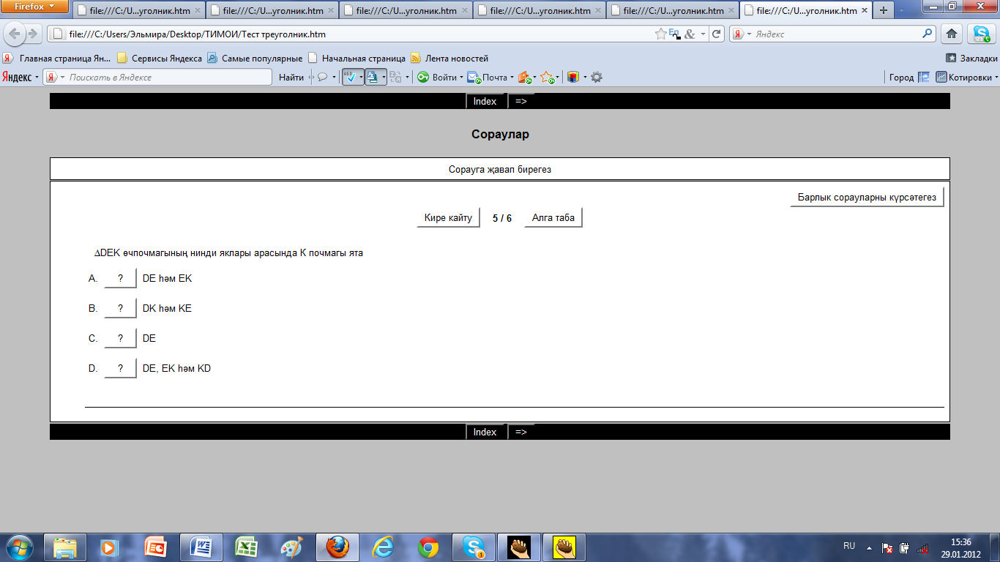 Firefox
file:///C:/U...уголник.htm
file:///C:/U...уголник.htm
file:///C:/U...уголник.htm
file:///C:/U...уголник.htm
file:///C:/U...уголник.htm
file:///C:/U...уголник.htm
file:///C:/Users/Эльмира/Desktop/ТИМОИ/Тест треуголник.htm
Яндекс
Главная страница Ян... Сервисы Яндекса Самые популярные Начальная страница Лента новостей Закладки
Яндекс Поискать в Яндексе Найти Войти Почта Город Котировки
Index =>
Сораулар
Сорауга җавап бирегез
Барлык сорауларны күрсәтегез
Кире кайту 5 / 6 Алга таба
∆DEK өчпочмагының нинди яклары арасында К почмагы ята
A. ? DE һәм EK
B. ? DK һәм KE
C. ? DE
D. ? DE, EK һәм KD
Index =>
RU
15:36
29.01.2012